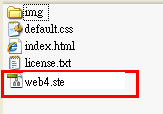 img
default.css
index.html
license.txt
web4.ste